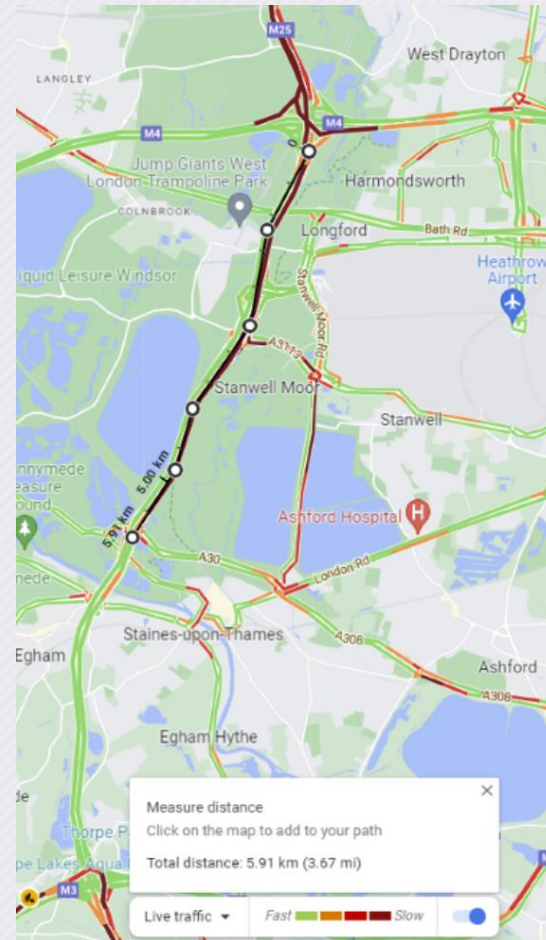 M25
West Drayton
LANGLEY
M4
M4
0
Jump Giants West
London Trampoline Park
Harmondsworth
COLNBROOK
Longford
Bath Rd
iquid Leisure Windsor
Heathrow
Airport
Stanwell Moor Rd
A3113
Stanwell Moor
Stanwell
5.00 km
nnymede
easure
ound
Ashford Hospital
H
5.91 km
A30
London Rd
nede
Staines-upon-Thames
A308
Egham
Ashford
A308
Egham Hythe
Measure distance
Click on the map to add to your path
Thorpe P
Total distance: 5.91 km (3.67 mi)
pe Lakes Aqua
M3
Live traffic
Fast
Slow